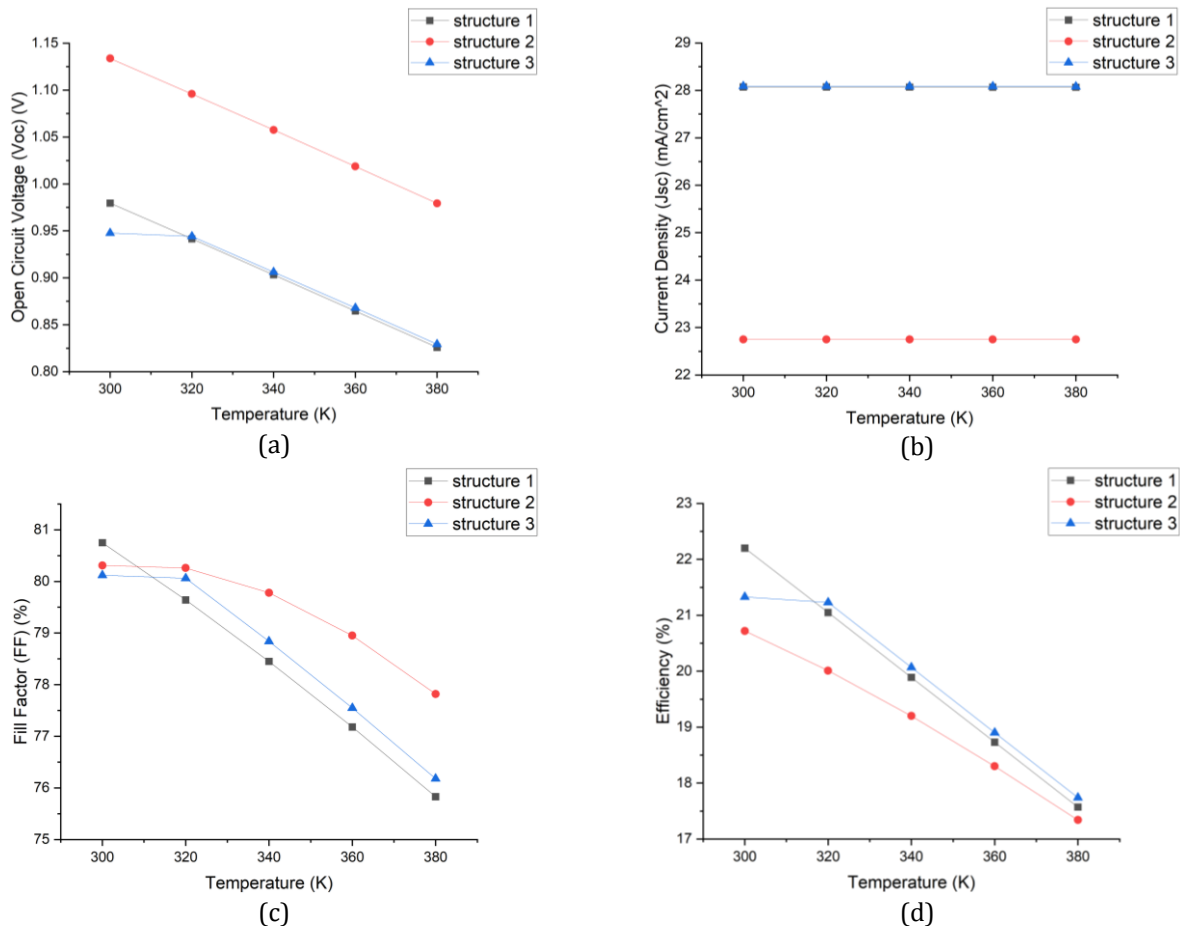 structure 1
structure 2
structure 3
1.15
1.10
1.05
1.00
0.95
0.90
0.85
0.80
Open Circuit Voltage (Voc) (V)
300 320 340 360 380
Temperature (K)
(a)
structure 1
structure 2
structure 3
29
28
27
26
25
24
23
22
Current Density (Jsc) (mA/cm^2)
300 320 340 360 380
Temperature (K)
(b)
structure 1
structure 2
structure 3
81
80
79
78
77
76
75
Fill Factor (FF) (%)
300 320 340 360 380
Temperature (K)
(c)
structure 1
structure 2
structure 3
23
22
21
20
19
18
17
Efficiency (%)
300 320 340 360 380
Temperature (K)
(d)